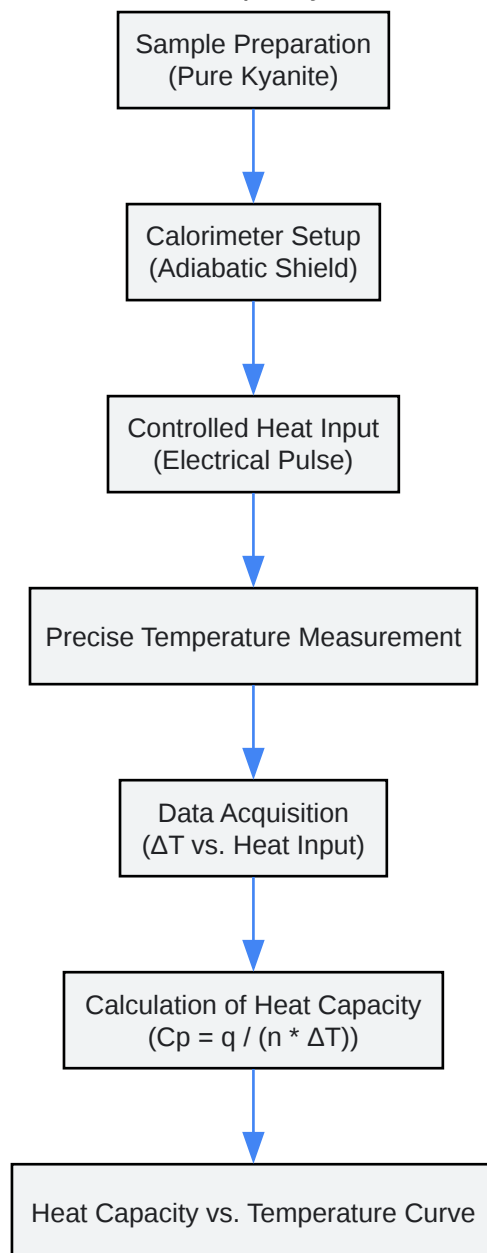 Sample Preparation
(Pure Kyanite)
Calorimeter Setup
(Adiabatic Shield)
Controlled Heat Input
(Electrical Pulse)
Precise Temperature Measurement
Data Acquisition
(ΔT vs. Heat Input)
Calculation of Heat Capacity
(Cp = q / (n * ΔT))
Heat Capacity vs. Temperature Curve